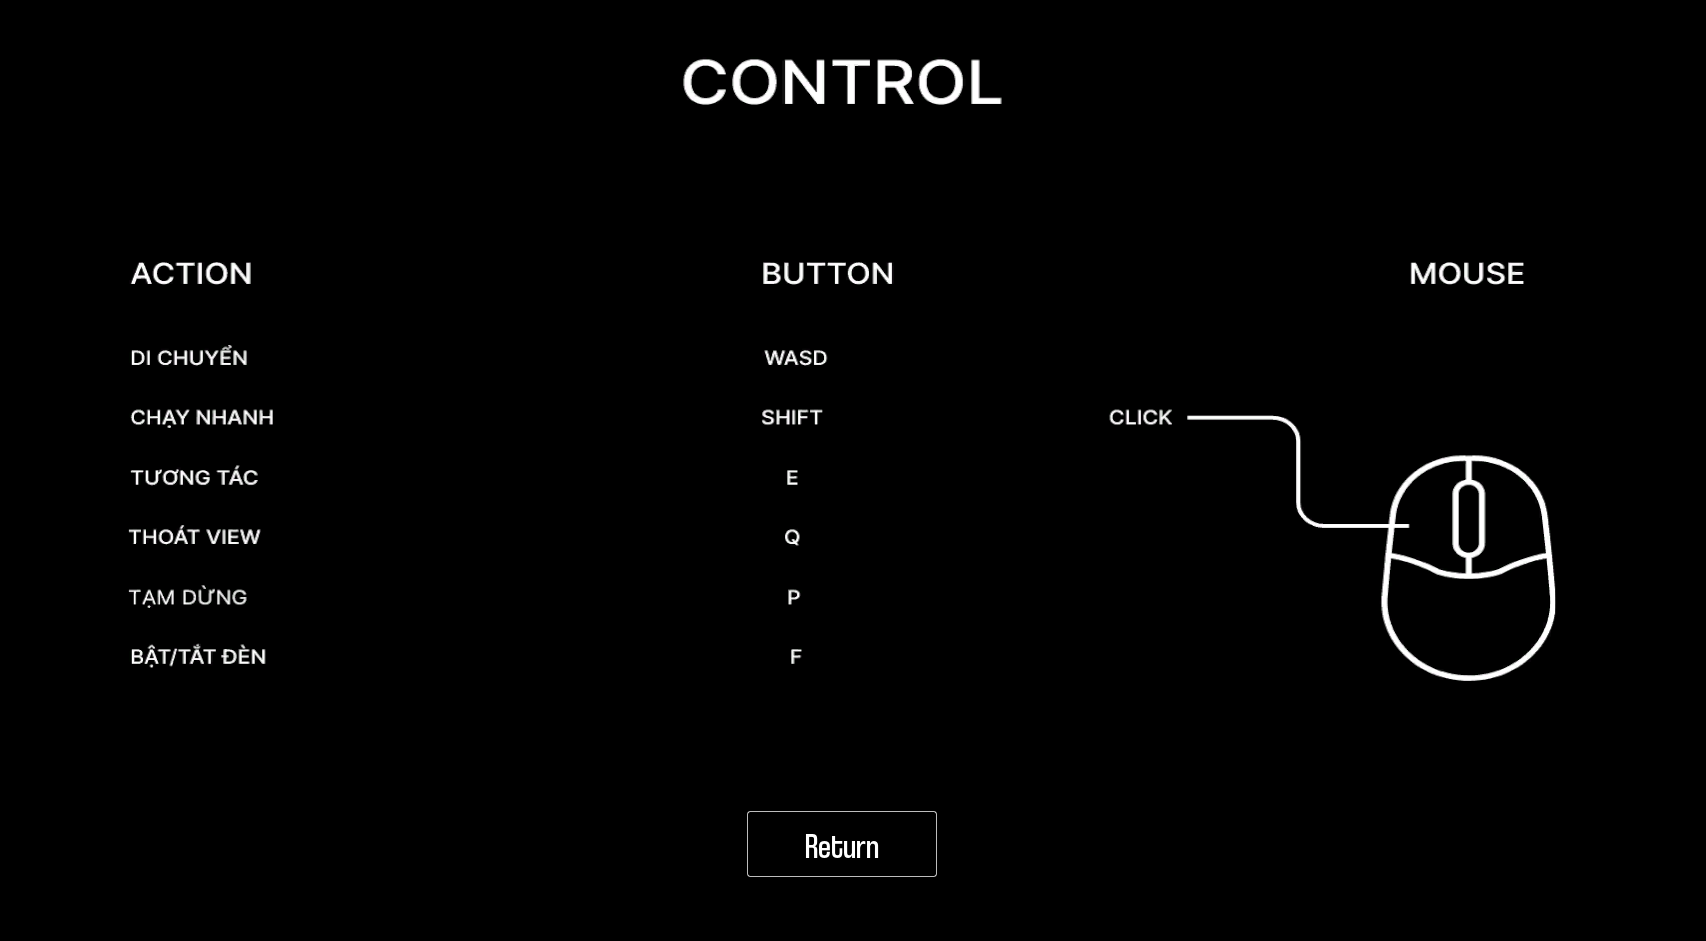 CONTROL
ACTION BUTTON MOUSE
DI CHUYỂN WASD
CHẠY NHANH SHIFT CLICK
TƯƠNG TÁC E
THOÁT VIEW Q
TẠM DỪNG P
BẬT/TẮT ĐÈN F
Return